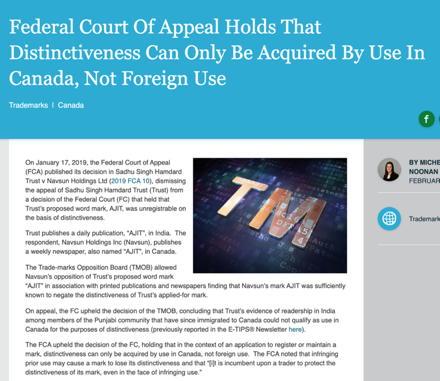 Federal Court Of Appeal Holds That
Distinctiveness Can Only Be Acquired By Use In
Canada, Not Foreign Use
Trademarks | Canada
f
On January 17, 2019, the Federal Court of Appeal
(FCA) published its decision in Sadhu Singh Hamdard
Trust v Navsun Holdings Ltd (2019 FCA 10), dismissing
the appeal of Sadhu Singh Hamdard Trust (Trust) from
a decision of the Federal Court (FC) that held that
Trust's proposed word mark, AJIT, was unregistrable on
the basis of distinctiveness.
TM
Trust publishes a daily publication, "AJIT", in India. The
respondent, Navsun Holdings Inc (Navsun), publishes
a weekly newspaper, also named "AJIT", in Canada.
The Trade-marks Opposition Board (TMOB) allowed
Navsun's opposition of Trust's proposed word mark
"AJIT" in association with printed publications and newspapers finding that Navsun's mark AJIT was sufficiently
known to negate the distinctiveness of Trust's applied-for mark.
On appeal, the FC upheld the decision of the TMOB, concluding that Trust's evidence of readership in India
among members of the Punjabi community that have since immigrated to Canada could not qualify as use in
Canada for the purposes of distinctiveness (previously reported in the E-TIPS® Newsletter here).
The FCA upheld the decision of the FC, holding that in the context of an application to register or maintain a
mark, distinctiveness can only be acquired by use in Canada, not foreign use. The FCA noted that infringing
prior use may cause a mark to lose its distinctiveness and that "[i]t is incumbent upon a trader to protect the
distinctiveness of its mark, even in the face of infringing use."
BY MICHE
NOONAN
FEBRUAR
Trademark